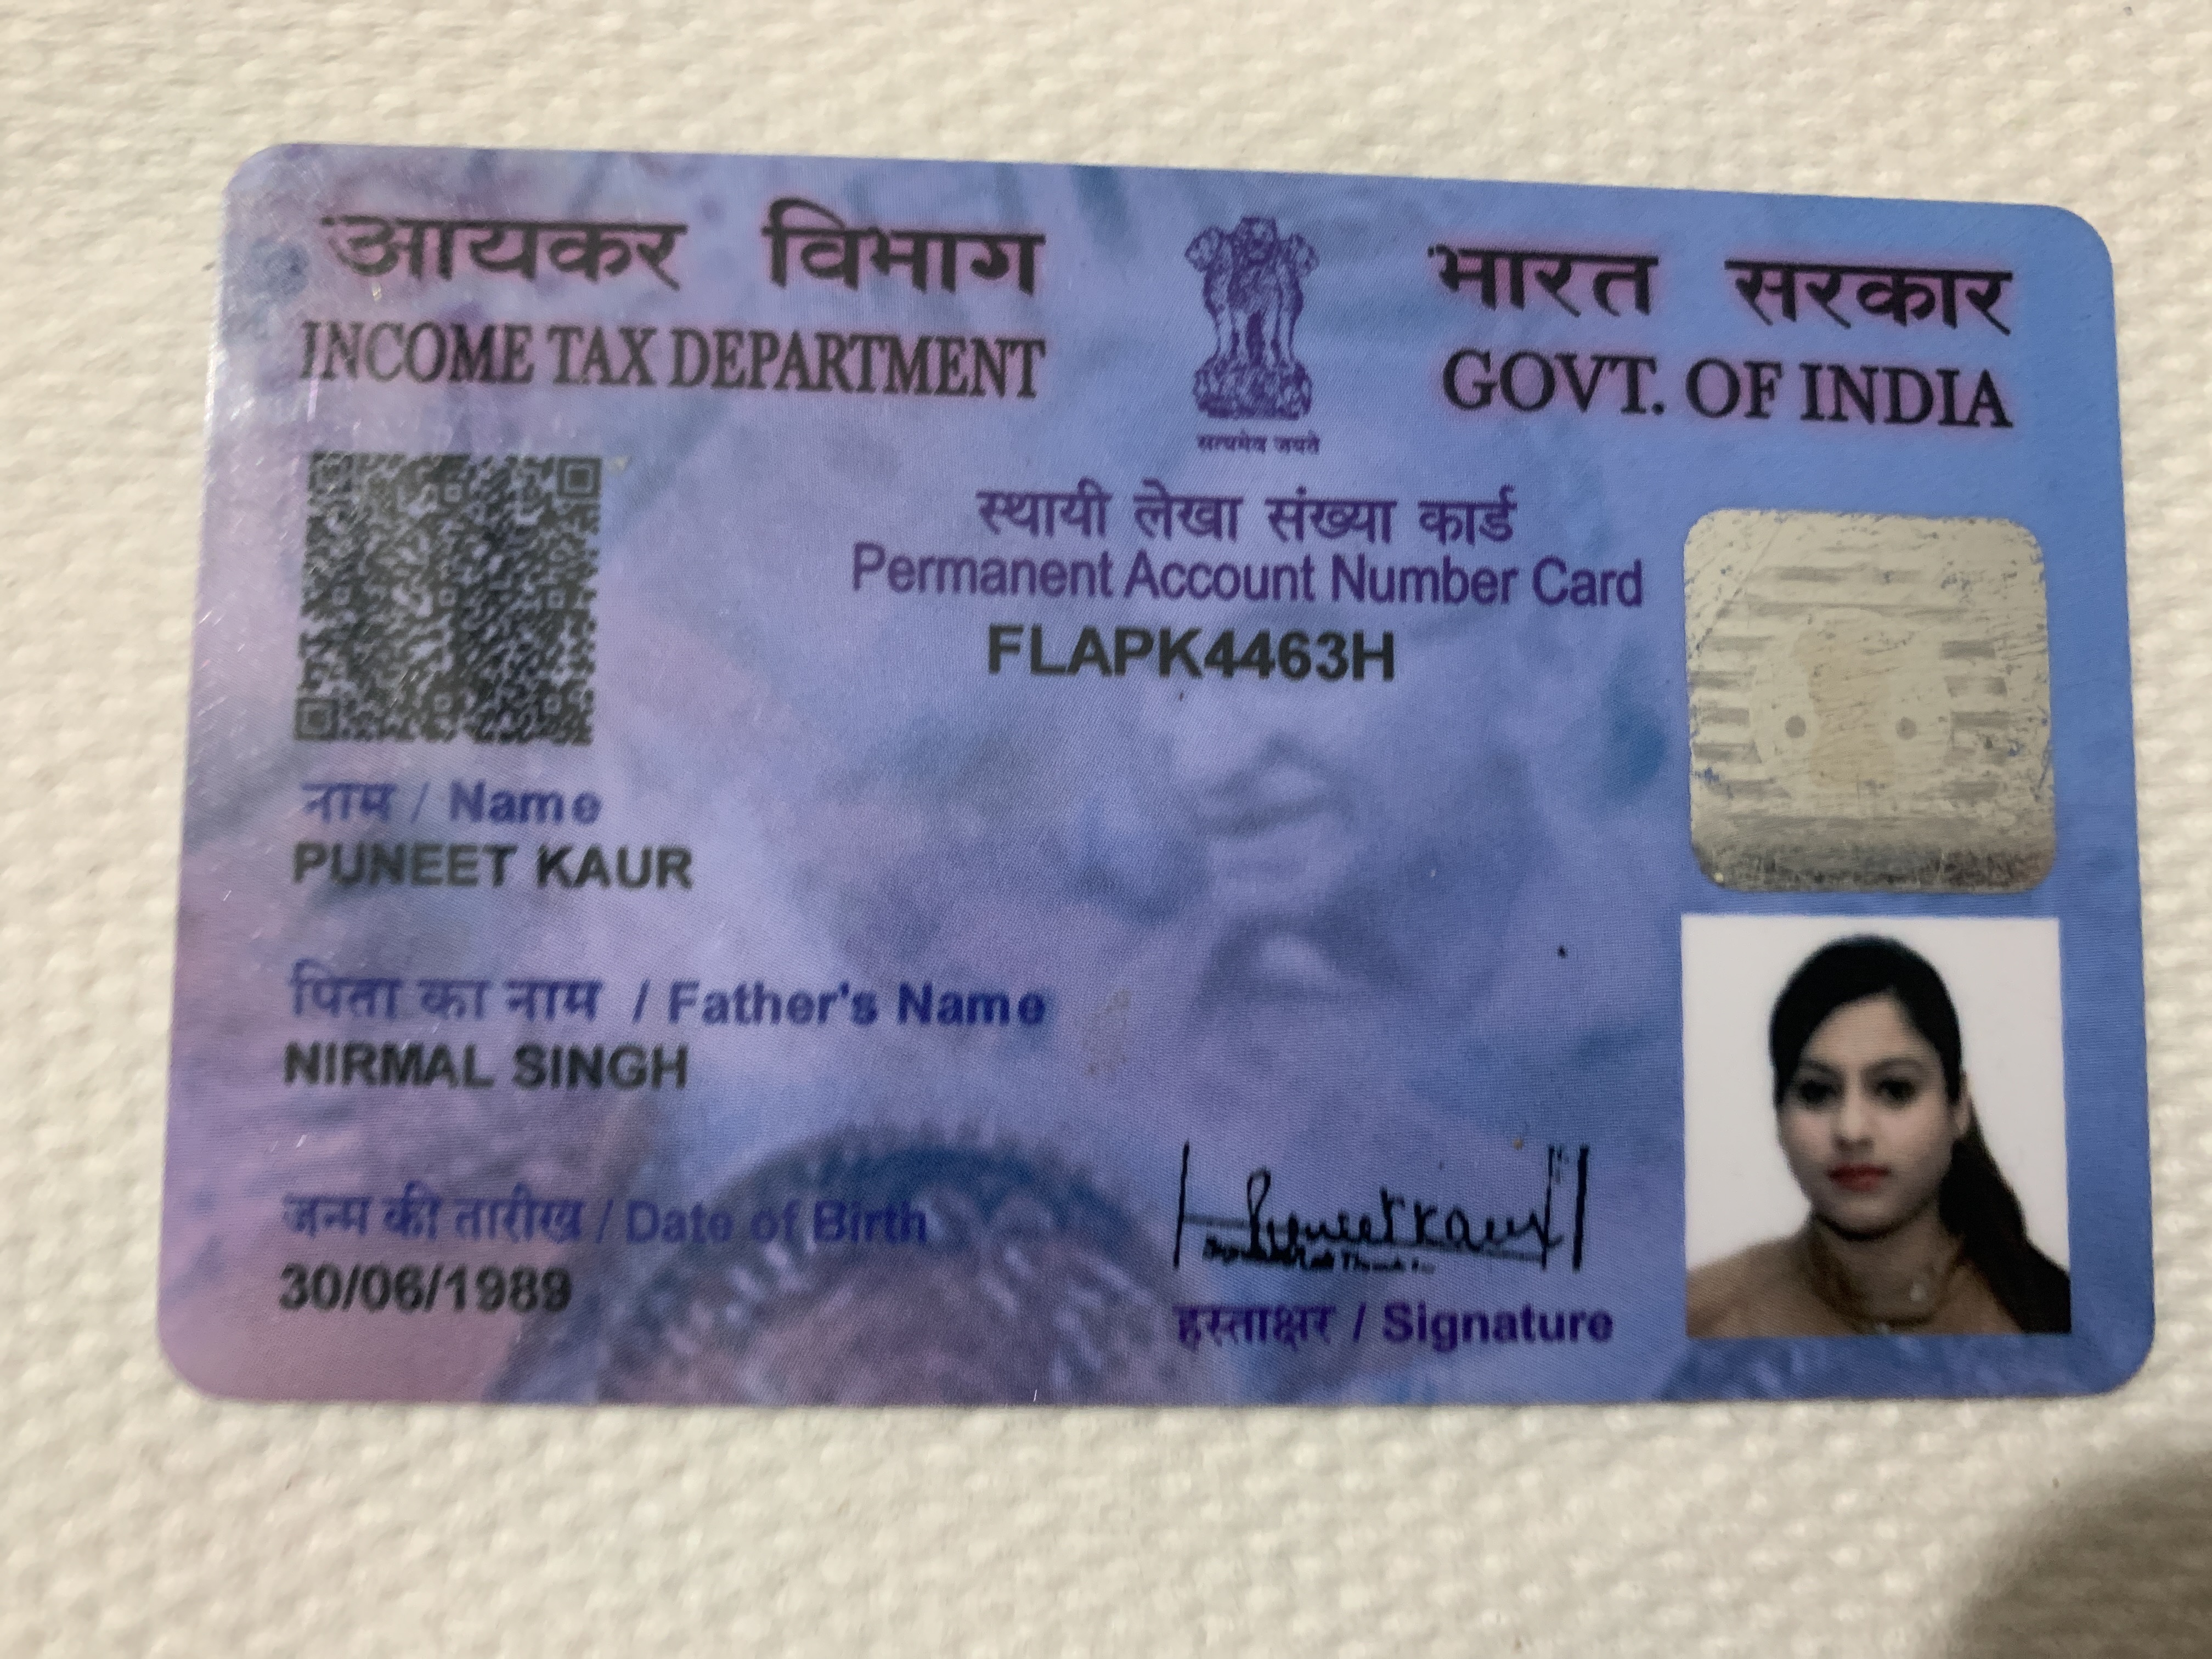 आयकर विभाग
INCOME TAX DEPARTMENT
सत्यमेव जयते
भारत सरकार
GOVT. OF INDIA
स्थायी लेखा संख्या कार्ड
Permanent Account Number Card
FLAPK4463H
नाम / Name
PUNEET KAUR
पिता का नाम / Father's Name
NIRMAL SINGH
जन्म की तारीख / Date of Birth
30/06/1989
Puneet Kaur
हस्ताक्षर / Signature